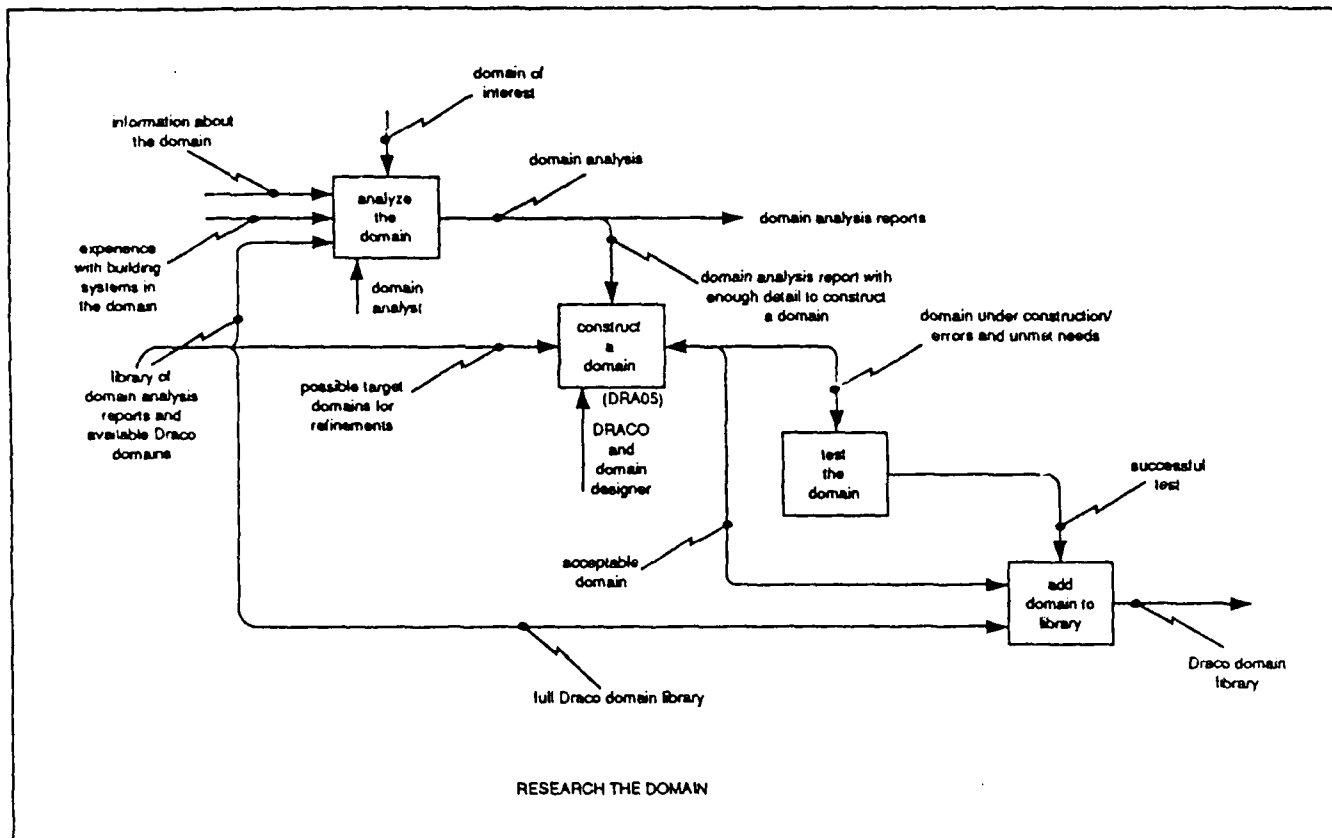 domain of
interest
information about
the domain
domain analysis
analyze
the
domain
domain analysis reports
experience
with building
systems in
the domain
domain
analyst
domain analysis report with
enough detail to construct
a domain
construct
a
domain
domain under construction/
errors and unmet needs
(DRA05)
library of
domain analysis
reports and
available Draco
domains
possible target
domains for
refinements
DRACO
and
domain
designer
test
the
domain
successful
test
acceptable
domain
add
domain to
library
Draco domain
library
full Draco domain library
RESEARCH THE DOMAIN